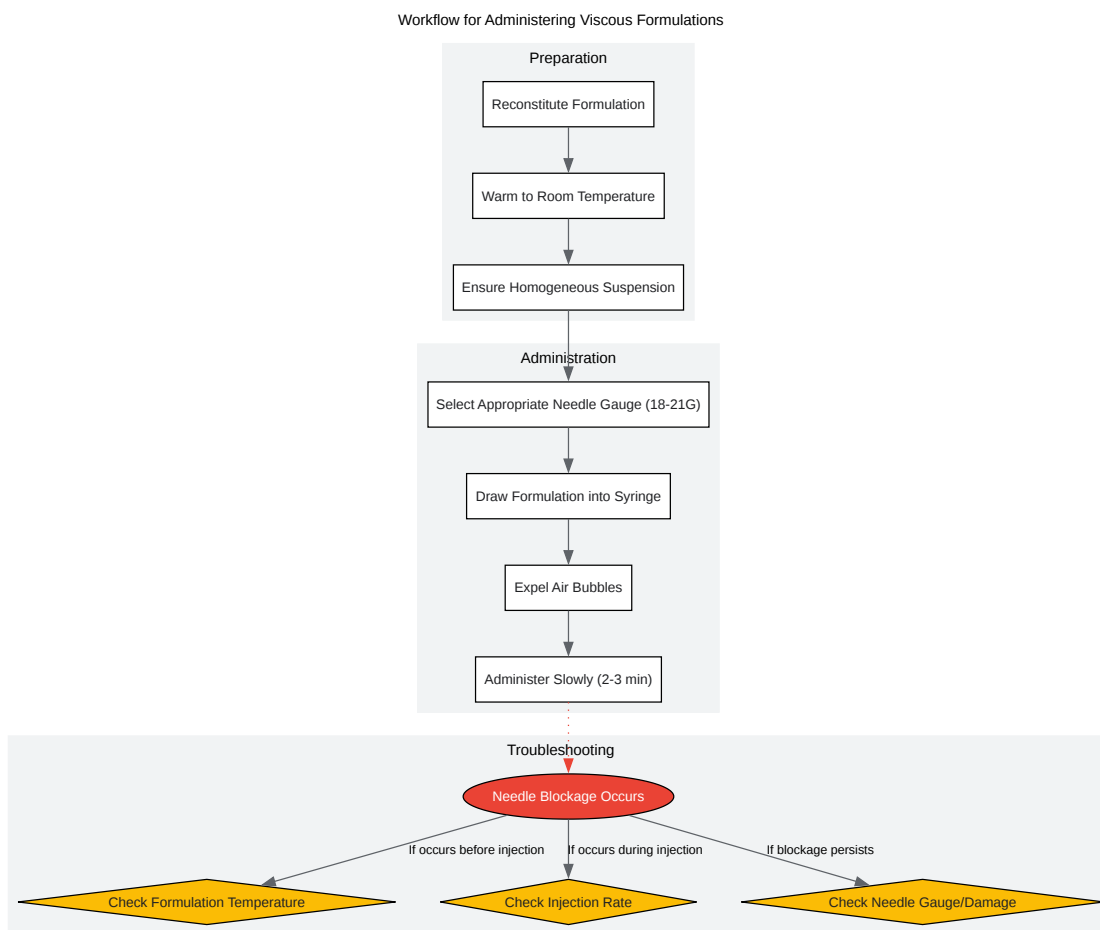 Workflow for Administering Viscous Formulations
Preparation
Reconstitute Formulation
Warm to Room Temperature
Ensure Homogeneous Suspension
Administration
Select Appropriate Needle Gauge (18-21G)
Draw Formulation into Syringe
Expel Air Bubbles
Administer Slowly (2-3 min)
Troubleshooting
Needle Blockage Occurs
If occurs before injection
If occurs during injection
If blockage persists
Check Formulation Temperature
Check Injection Rate
Check Needle Gauge/Damage